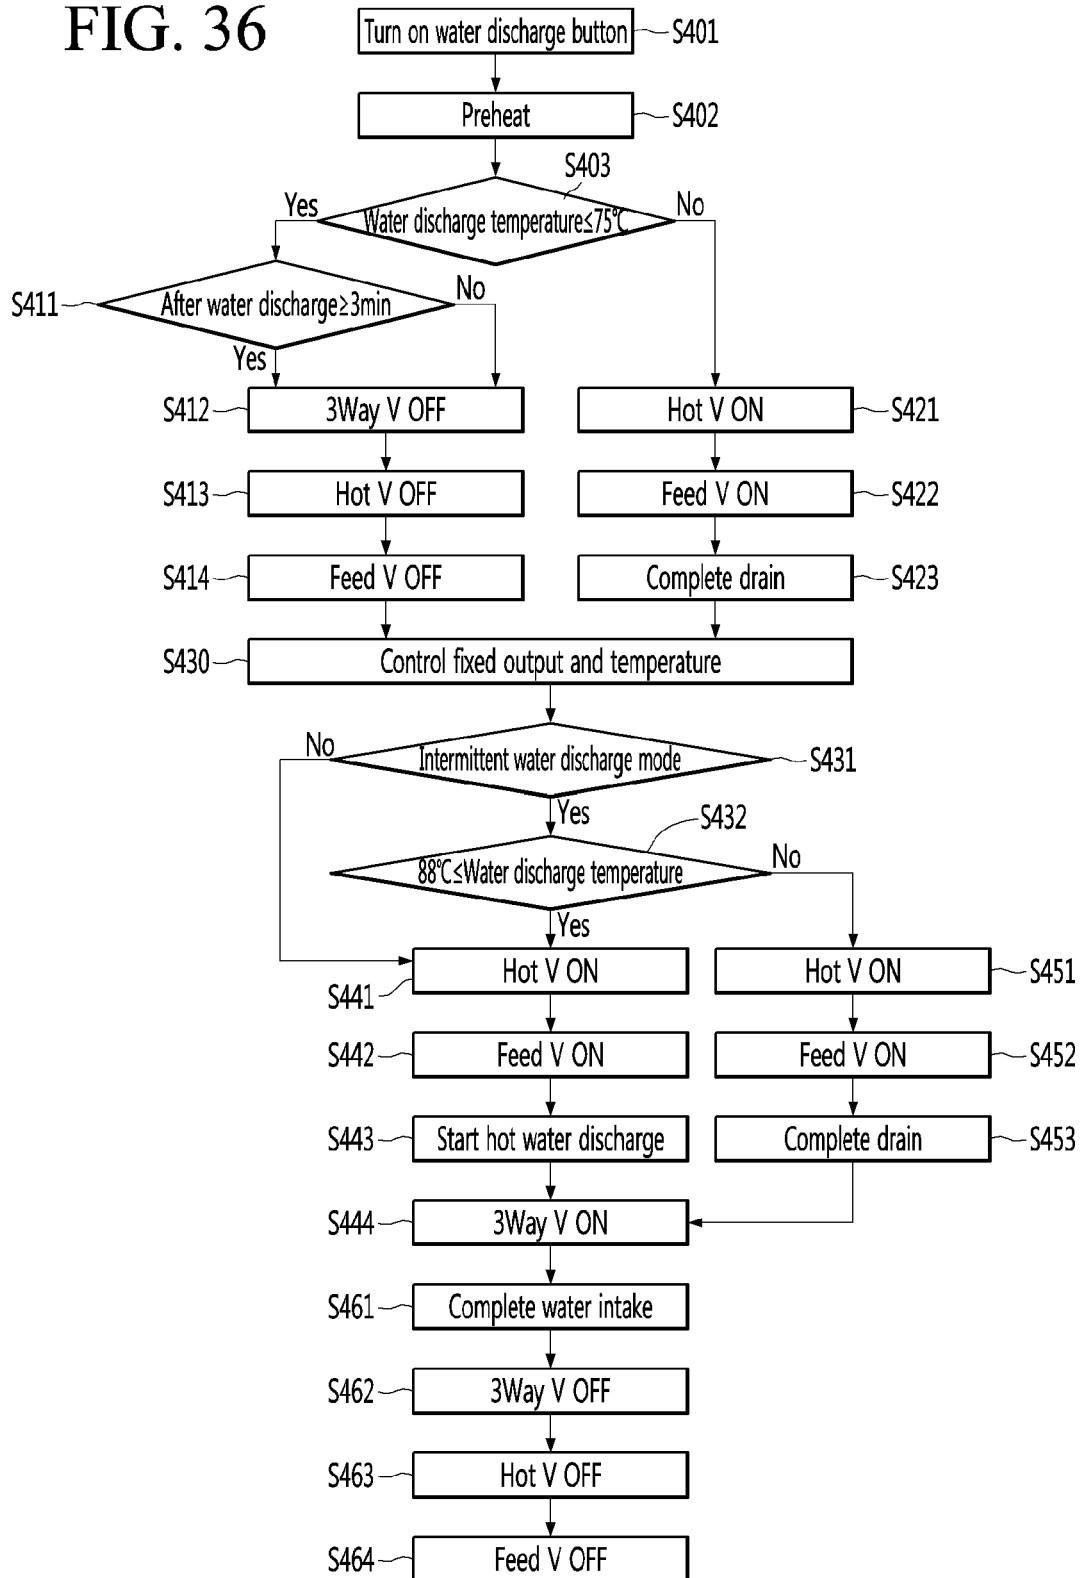 FIG. 36
Turn on water discharge button
S401
Preheat
S402
S403
Water discharge temperature≤75℃
Yes
No
S411
After water discharge≥3min
No
Yes
S412
3Way V OFF
Hot V ON
S421
S413
Hot V OFF
Feed V ON
S422
S414
Feed V OFF
Complete drain
S423
S430
Control fixed output and temperature
No
Intermittent water discharge mode
S431
Yes
S432
88℃≤Water discharge temperature
No
Yes
S441
Hot V ON
Hot V ON
S451
S442
Feed V ON
Feed V ON
S452
S443
Start hot water discharge
Complete drain
S453
S444
3Way V ON
S461
Complete water intake
S462
3Way V OFF
S463
Hot V OFF
S464
Feed V OFF